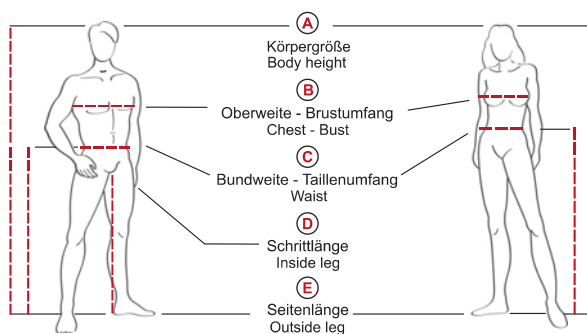 A
Körpergröße
Body height
B
Oberweite - Brustumfang
Chest - Bust
C
Bundweite - Taillenumfang
Waist
D
Schrittlänge
Inside leg
E
Seitenlänge
Outside leg